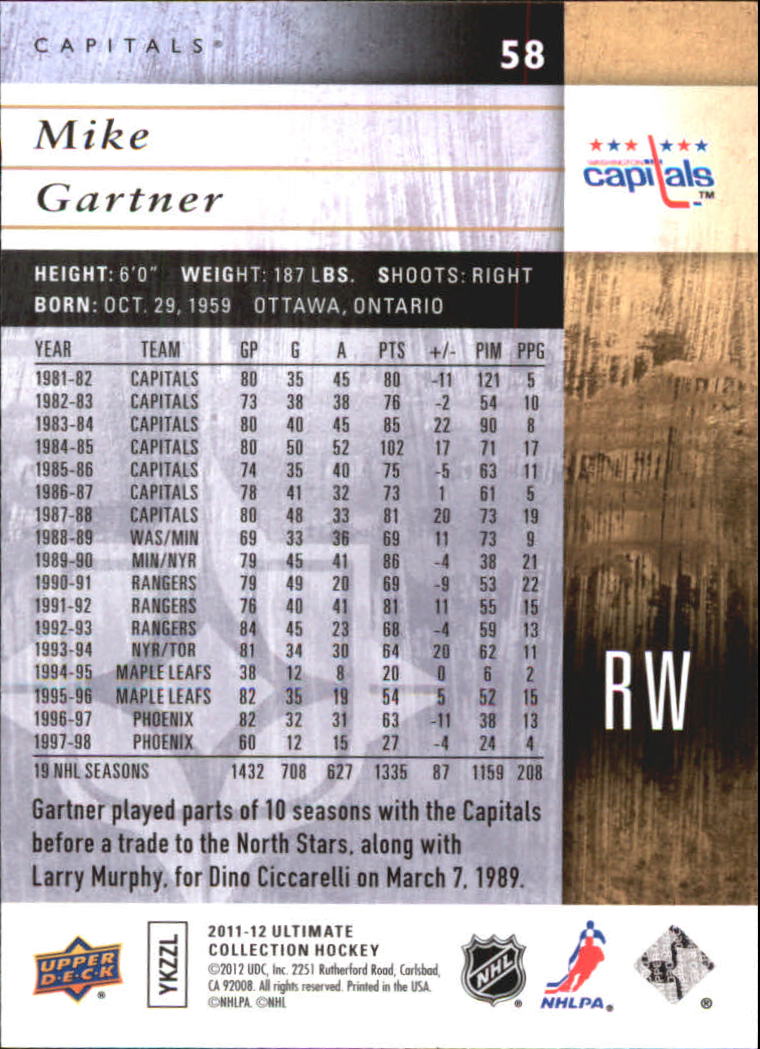 CAPITALS®
58
Mike
Gartner
WASHINGTON
capitals
TM
HEIGHT: 6'0" WEIGHT: 187 LBS. SHOOTS: RIGHT
BORN: OCT. 29, 1959 OTTAWA, ONTARIO
YEAR TEAM GP G A PTS +/- PIM PPG
1981-82 CAPITALS 80 35 45 80 -11 121 5
1982-83 CAPITALS 73 38 38 76 -2 54 10
1983-84 CAPITALS 80 40 45 85 22 90 8
1984-85 CAPITALS 80 50 52 102 17 71 17
1985-86 CAPITALS 74 35 40 75 -5 63 11
1986-87 CAPITALS 78 41 32 73 1 61 5
1987-88 CAPITALS 80 48 33 81 20 73 19
1988-89 WAS/MIN 69 33 36 69 11 73 9
1989-90 MIN/NYR 79 45 41 86 -4 38 21
1990-91 RANGERS 79 49 20 69 -9 53 22
1991-92 RANGERS 76 40 41 81 11 55 15
1992-93 RANGERS 84 45 23 68 -4 59 13
1993-94 NYR/TOR 81 34 30 64 20 62 11
1994-95 MAPLE LEAFS 38 12 8 20 0 6 2
1995-96 MAPLE LEAFS 82 35 19 54 5 52 15
1996-97 PHOENIX 82 32 31 63 -11 38 13
1997-98 PHOENIX 60 12 15 27 -4 24 4
19 NHL SEASONS 1432 708 627 1335 87 1159 208
RW
Gartner played parts of 10 seasons with the Capitals
before a trade to the North Stars, along with
Larry Murphy, for Dino Ciccarelli on March 7, 1989.
UPPER
D·E·C·K
®
YKZZL
2011-12 ULTIMATE
COLLECTION HOCKEY
©2012 UDC, Inc. 2251 Rutherford Road, Carlsbad,
CA 92008. All rights reserved. Printed in the USA.
©NHLPA. ©NHL
NHL
®
NHLPA®
®